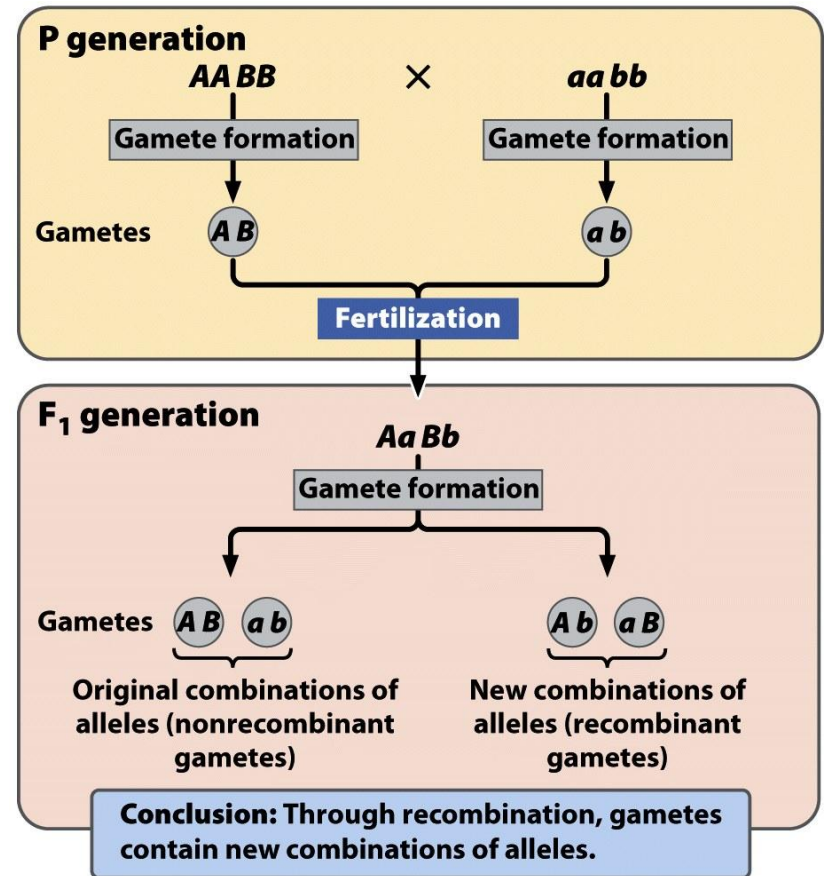 P generation
AA BB × aa bb
Gamete formation Gamete formation
Gametes A B a b
Fertilization
F₁ generation
Aa Bb
Gamete formation
Gametes A B a b A b a B
Original combinations of
alleles (nonrecombinant
gametes)
New combinations of
alleles (recombinant
gametes)
Conclusion: Through recombination, gametes
contain new combinations of alleles.